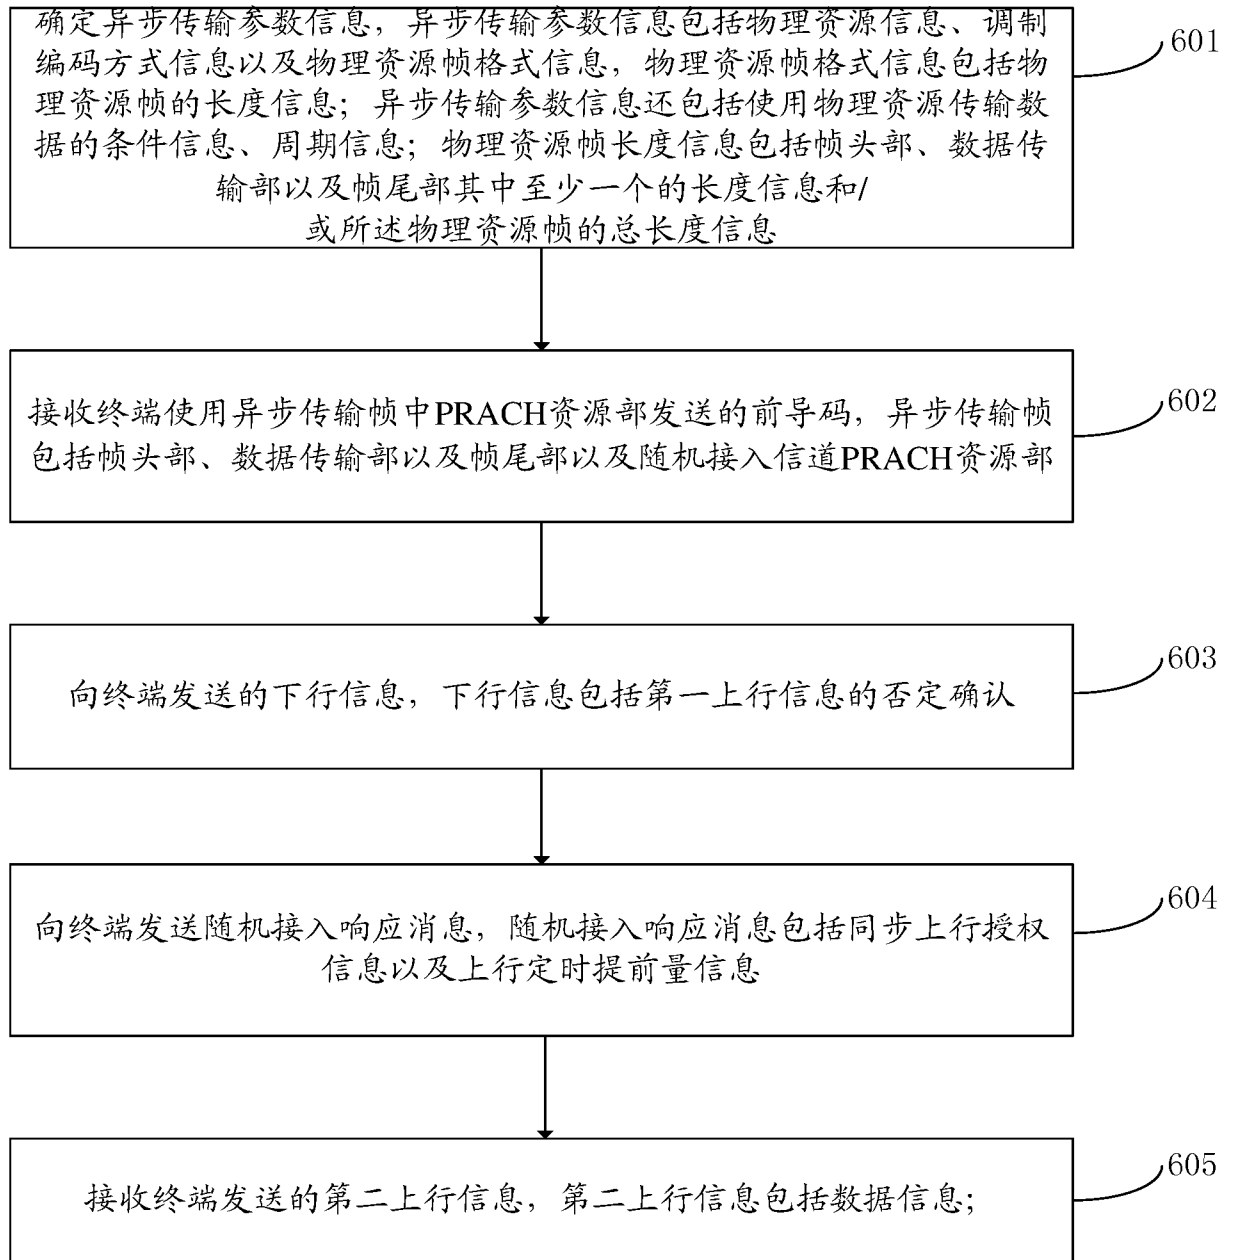 确定异步传输参数信息，异步传输参数信息包括物理资源信息、调制
编码方式信息以及物理资源帧格式信息，物理资源帧格式信息包括物
理资源帧的长度信息；异步传输参数信息还包括使用物理资源传输数
据的条件信息、周期信息；物理资源帧长度信息包括帧头部、数据传
输部以及帧尾部其中至少一个的长度信息和/
或所述物理资源帧的总长度信息
601
接收终端使用异步传输帧中PRACH资源部发送的前导码，异步传输帧
包括帧头部、数据传输部以及帧尾部以及随机接入信道PRACH资源部
602
向终端发送的下行信息，下行信息包括第一上行信息的否定确认
603
向终端发送随机接入响应消息，随机接入响应消息包括同步上行授权
信息以及上行定时提前量信息
604
接收终端发送的第二上行信息，第二上行信息包括数据信息；
605